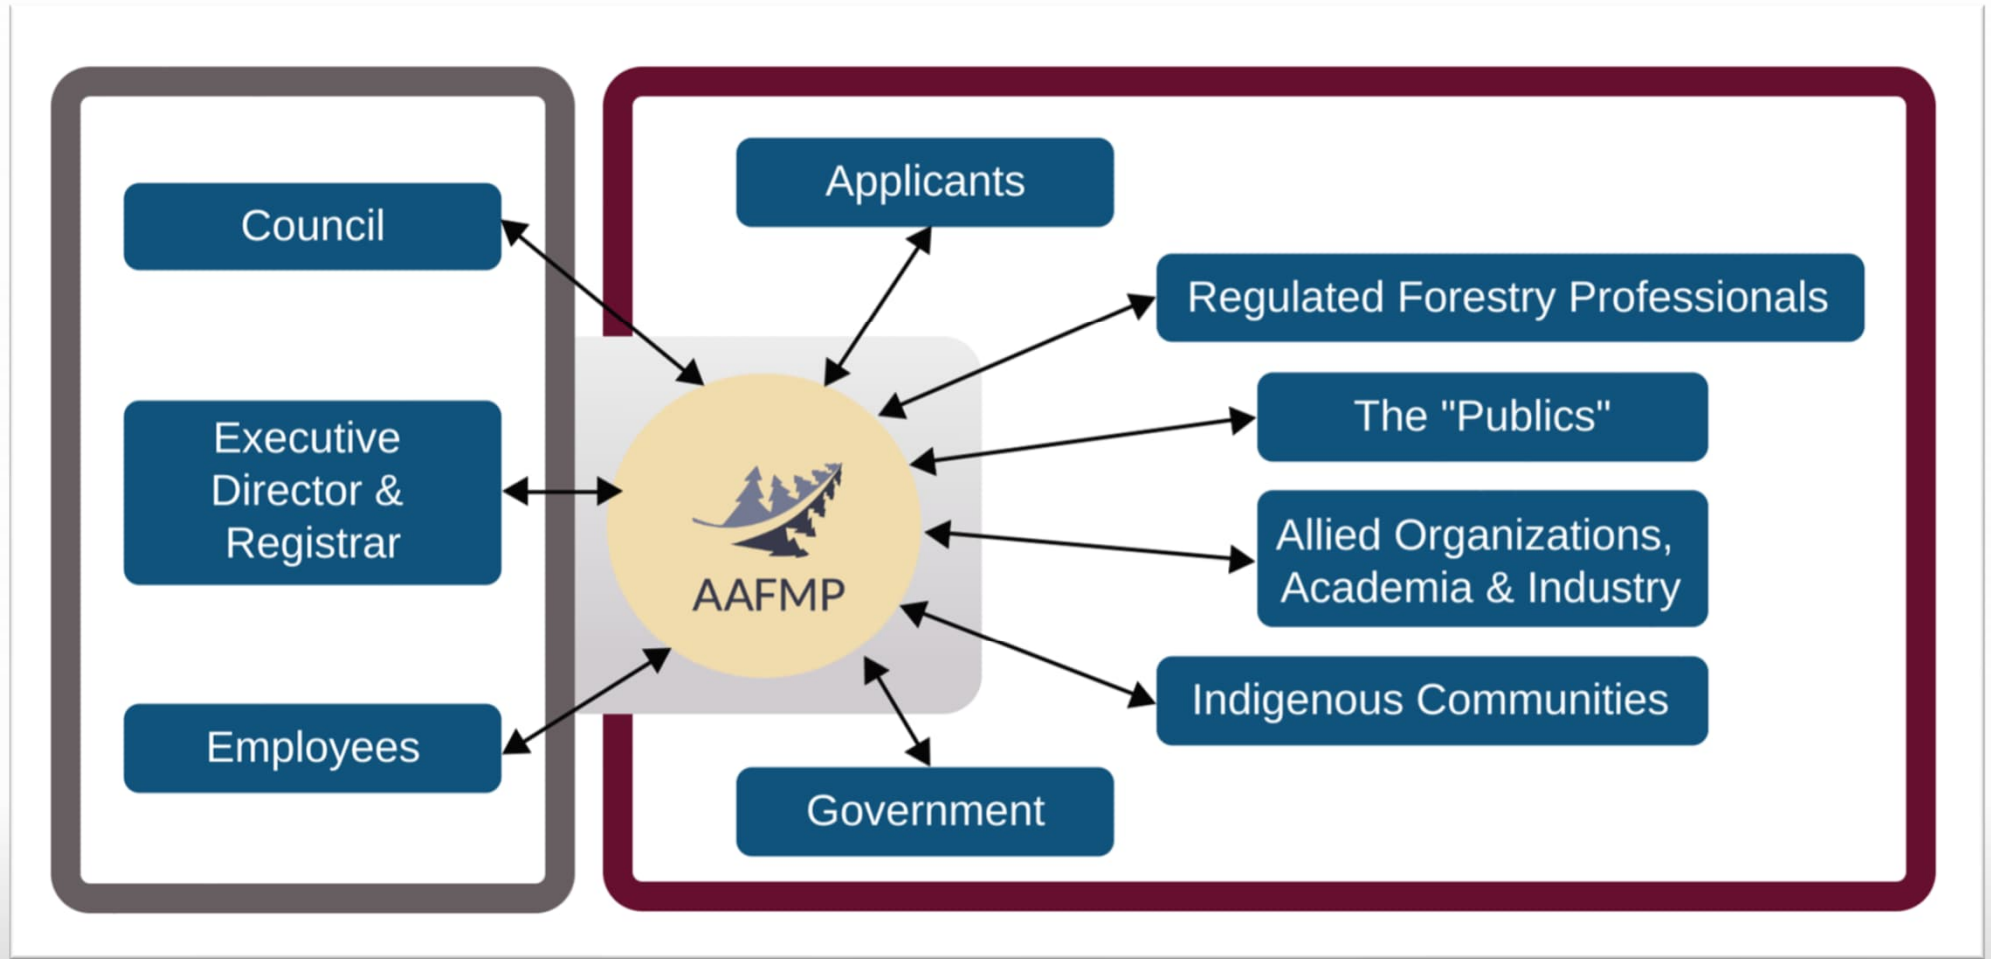 Council
Executive
Director &
Registrar
Employees
AAFMP
Applicants
Regulated Forestry Professionals
The "Publics"
Allied Organizations,
Academia & Industry
Indigenous Communities
Government